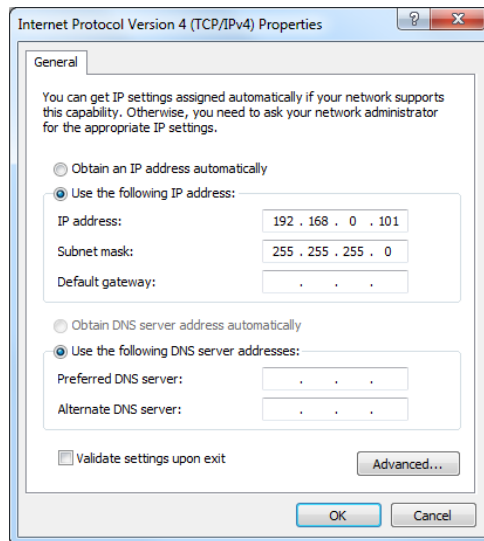 Internet Protocol Version 4 (TCP/IPv4) Properties
General
You can get IP settings assigned automatically if your network supports
this capability. Otherwise, you need to ask your network administrator
for the appropriate IP settings.
Obtain an IP address automatically
Use the following IP address:
IP address: 192 . 168 . 0 . 101
Subnet mask: 255 . 255 . 255 . 0
Default gateway: . . .
Obtain DNS server address automatically
Use the following DNS server addresses:
Preferred DNS server: . . .
Alternate DNS server: . . .
Validate settings upon exit
Advanced...
OK Cancel